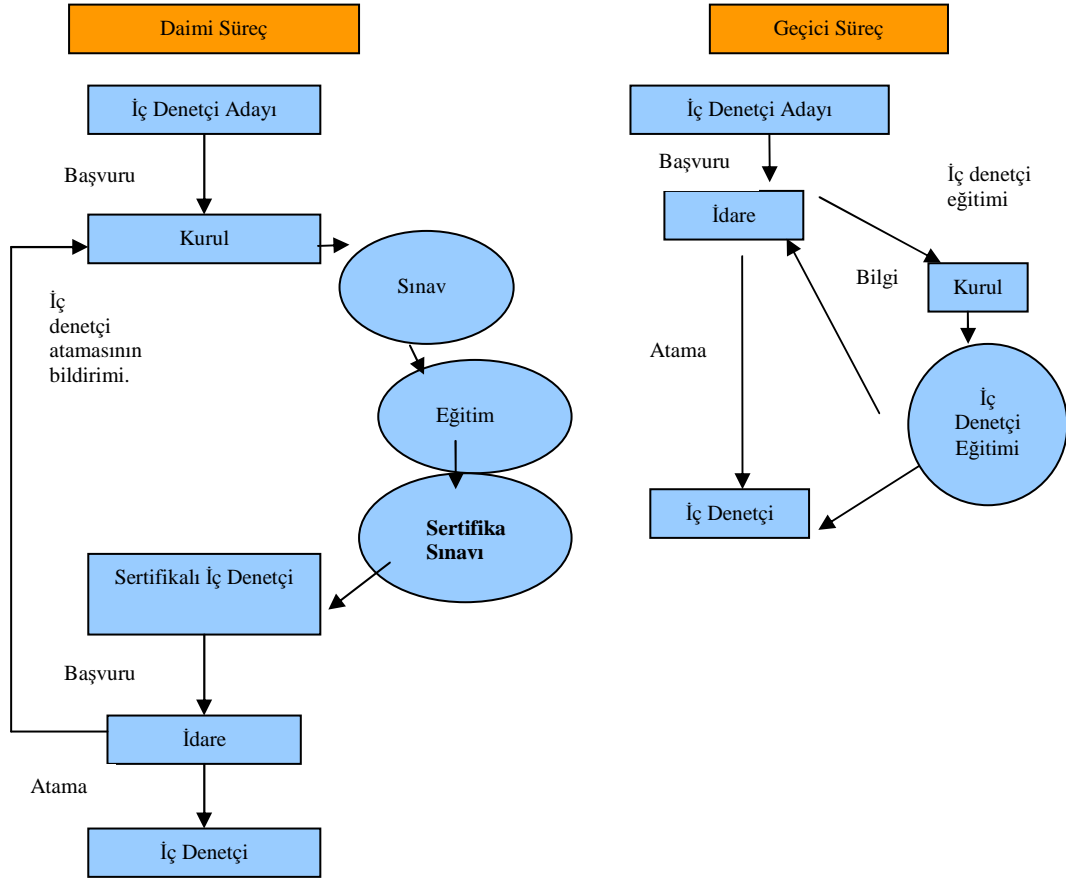 Daimi Süreç
İç Denetçi Adayı
Başvuru
Kurul
Sınav
İç
denetçi
atamasının
bildirimi.
Eğitim
Sertifika
Sınavı
Sertifikalı İç Denetçi
Başvuru
İdare
Atama
İç Denetçi
Geçici Süreç
İç Denetçi Adayı
Başvuru
İç denetçi
eğitimi
İdare
Bilgi
Kurul
Atama
İç
Denetçi
Eğitimi
İç Denetçi